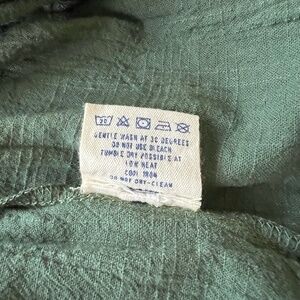 30
GENTLE WASH AT 30 DEGREES
DO NOT USE BLEACH
TUMBLE DRY POSSIBLE AT
LOW HEAT
COOL IRON
DO NOT DRY-CLEAN